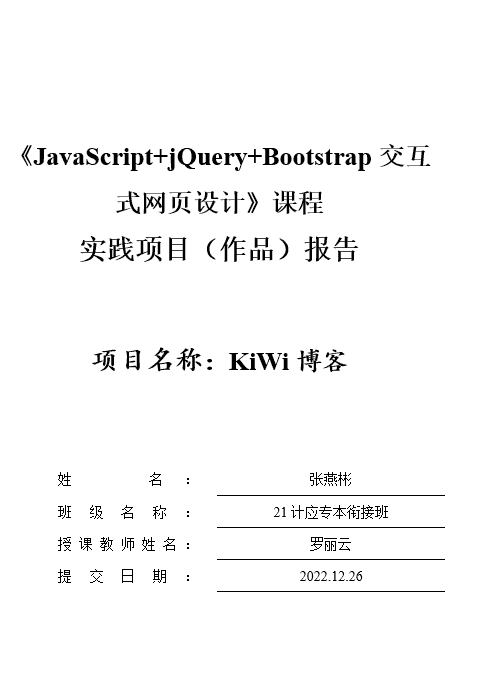 《JavaScript+jQuery+Bootstrap 交互
式网页设计》课程
实践项目（作品）报告
项目名称：KiWi 博客
姓名： 张燕彬
班级名称： 21计应专本衔接班
授课教师姓名： 罗丽云
提交日期： 2022.12.26